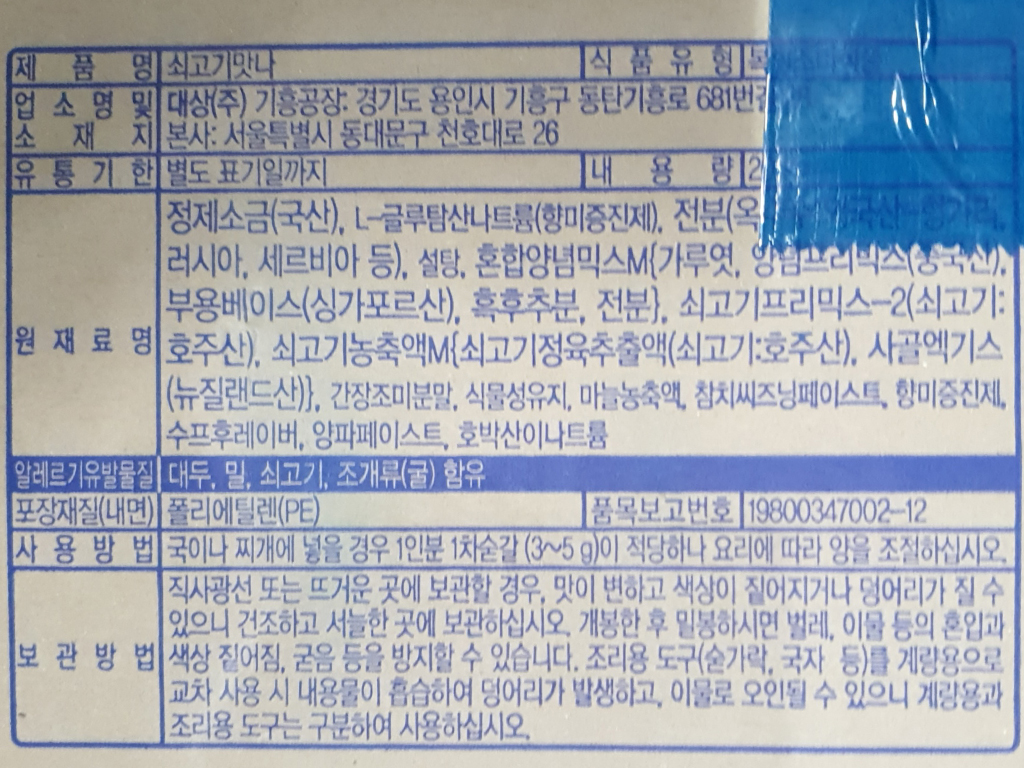 제 품 명 쇠고기맛나 식 품 유 형
업 소 명 및 대상(주) 기흥공장: 경기도 용인시 기흥구 동탄기흥로 681번길
소 재 지 본사: 서울특별시 동대문구 천호대로 26
유 통 기 한 별도 표기일까지 내 용 량
정제소금(국산), L-글루탐산나트륨(향미증진제), 전분(옥
러시아, 세르비아 등), 설탕, 혼합양념믹스M{가루엿, 양념프리믹스(중국산),
부용베이스(싱가포르산), 흑후추분, 전분}, 쇠고기프리믹스-2(쇠고기:
원 재 료 명 호주산), 쇠고기농축액M{쇠고기정육추출액(쇠고기:호주산), 사골엑기스
(뉴질랜드산)}, 간장조미분말, 식물성유지, 마늘농축액, 참치씨즈닝페이스트, 향미증진제,
수프후레이버, 양파페이스트, 호박산이나트륨
알레르기유발물질 대두, 밀, 쇠고기, 조개류(굴) 함유
포장재질(내면) 폴리에틸렌(PE) 품목보고번호 19800347002-12
사 용 방 법 국이나 찌개에 넣을 경우 1인분 1차숟갈 (3~5 g)이 적당하나 요리에 따라 양을 조절하십시오.
직사광선 또는 뜨거운 곳에 보관할 경우, 맛이 변하고 색상이 짙어지거나 덩어리가 질 수
있으니 건조하고 서늘한 곳에 보관하십시오. 개봉한 후 밀봉하시면 벌레, 이물 등의 혼입과
보 관 방 법 색상 짙어짐, 굳음 등을 방지할 수 있습니다. 조리용 도구(숟가락, 국자 등)를 계량용으로
교차 사용 시 내용물이 흡습하여 덩어리가 발생하고, 이물로 오인될 수 있으니 계량용과
조리용 도구는 구분하여 사용하십시오.